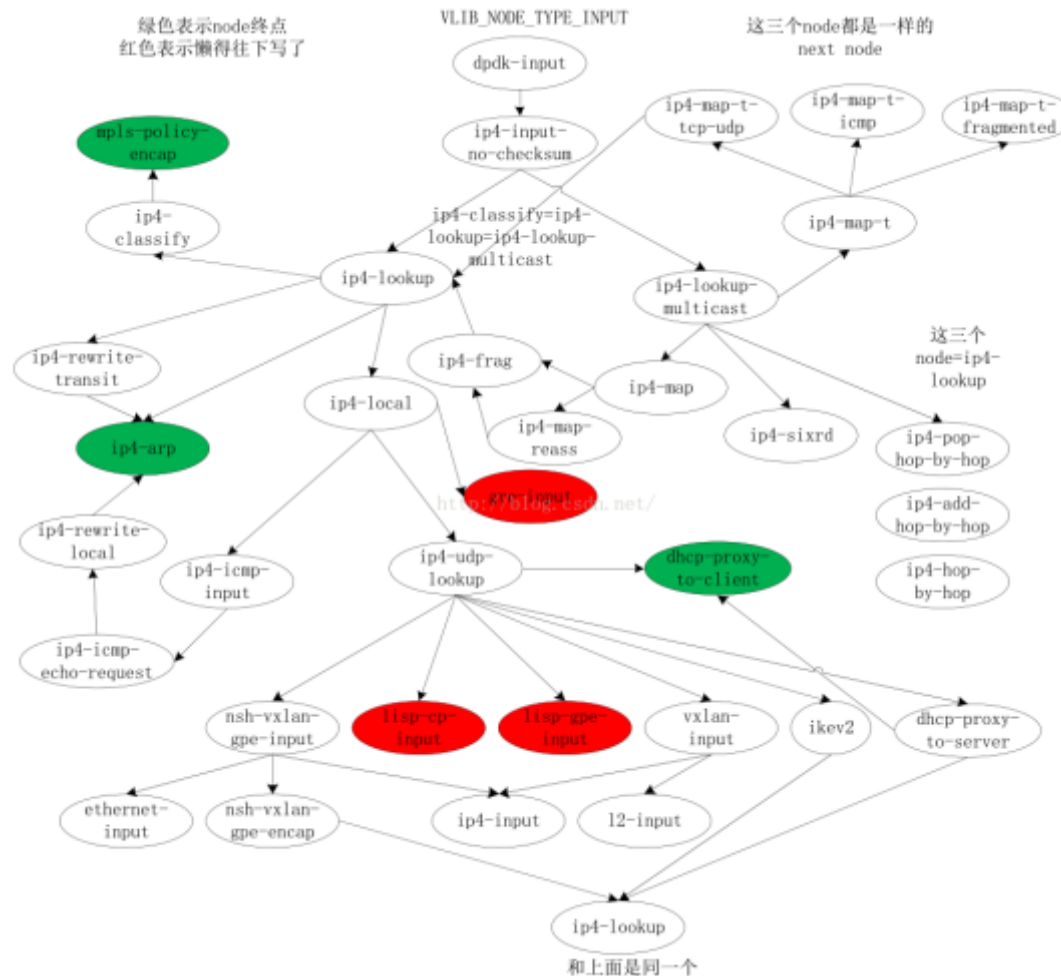 绿色表示node终点
红色表示懒得往下写了
VLIB_NODE_TYPE_INPUT
这三个node都是一样的
next node
dpdk-input
mpls-policy-
encap
ip4-input-
no-checksum
ip4-map-t-
tcp-udp
ip4-map-t-
icmp
ip4-map-t-
fragmented
ip4-
classify
ip4-classify=ip4-
lookup=ip4-lookup-
multicast
ip4-map-t
ip4-lookup
ip4-lookup-
multicast
ip4-rewrite-
transit
ip4-frag
ip4-map
这三个
node=ip4-
lookup
ip4-local
ip4-arp
ip4-map-
reass
ip4-sixrd
ip4-pop-
hop-by-hop
gre-input
http://blog.csdn.net/
ip4-add-
hop-by-hop
ip4-rewrite-
local
ip4-icmp-
input
ip4-udp-
lookup
dhcp-proxy-
to-client
ip4-hop-
by-hop
ip4-icmp-
echo-request
nsh-vxlan-
gpe-input
lisp-cp-
input
lisp-gpe-
input
vxlan-
input
ikev2
dhcp-proxy-
to-server
ethernet-
input
nsh-vxlan-
gpe-encap
ip4-input
l2-input
ip4-lookup
和上面是同一个